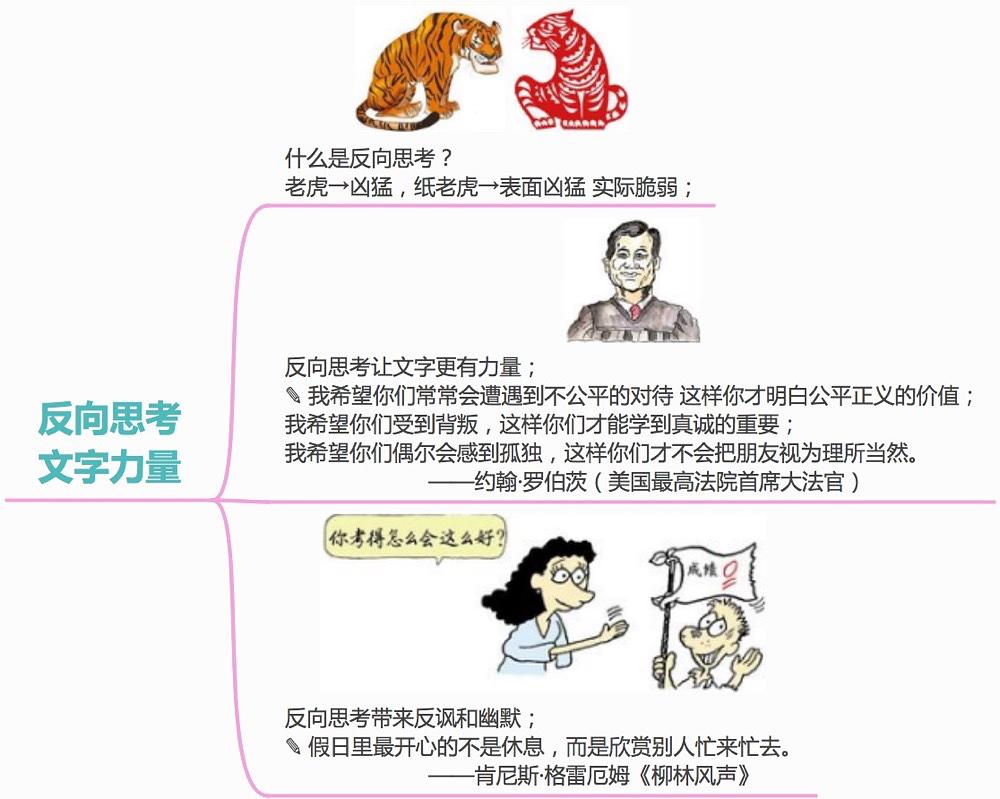 什么是反向思考？
老虎→凶猛，纸老虎→表面凶猛 实际脆弱；
反向思考让文字更有力量；
✎ 我希望你们常常会遭遇到不公平的对待 这样你才明白公平正义的价值；
我希望你们受到背叛，这样你们才能学到真诚的重要；
我希望你们偶尔会感到孤独，这样你们才不会把朋友视为理所当然。
——约翰·罗伯茨（美国最高法院首席大法官）
反向思考
文字力量
你考得怎么会这么好?
成绩 0
反向思考带来反讽和幽默；
✎ 假日里最开心的不是休息，而是欣赏别人忙来忙去。
——肯尼斯·格雷厄姆《柳林风声》